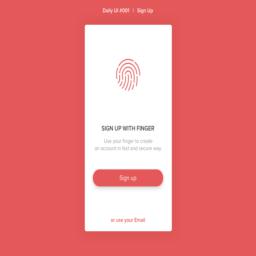 Daily UI #001 | Sign Up
SIGN UP WITH FINGER
Use your finger to create
an account is fast and secure way.
Sign up
or use your Email